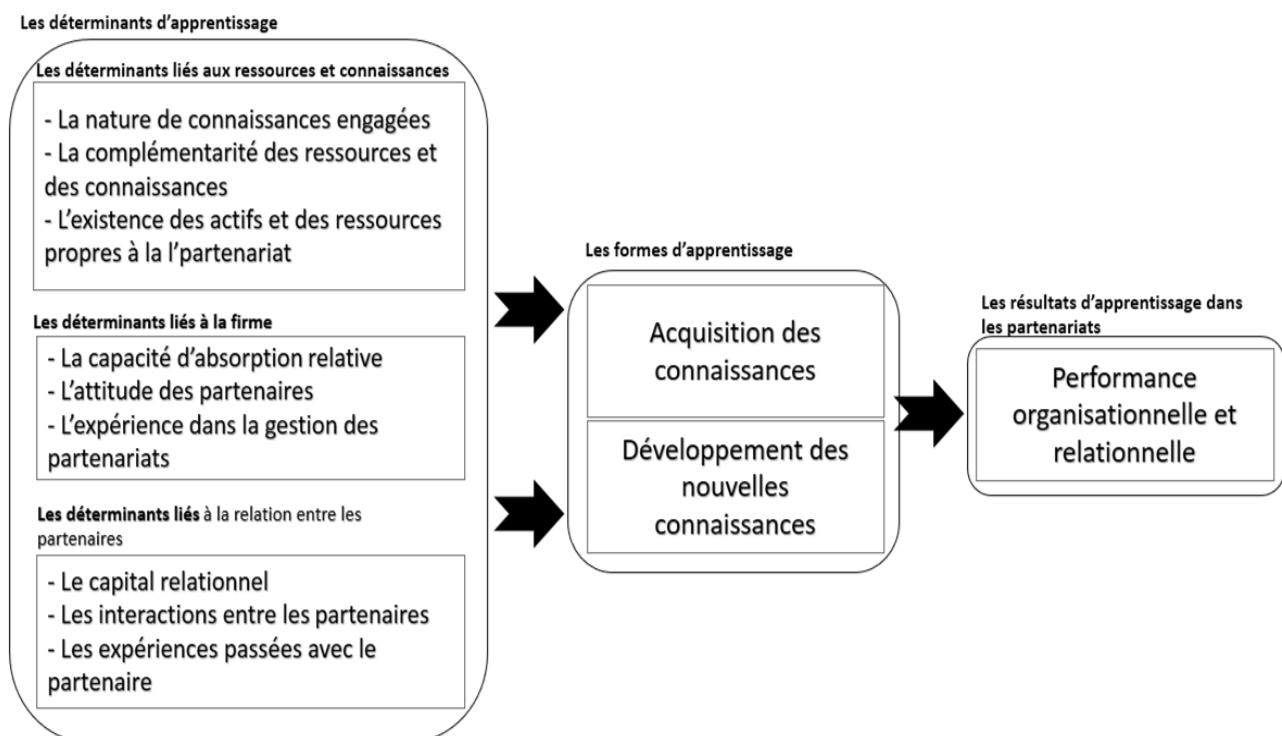 Les déterminants d’apprentissage
Les déterminants liés aux ressources et connaissances
- La nature de connaissances engagées
- La complémentarité des ressources et
des connaissances
- L’existence des actifs et des ressources
propres à la l’partenariat
Les déterminants liés à la firme
- La capacité d’absorption relative
- L’attitude des partenaires
- L’expérience dans la gestion des
partenariats
Les déterminants liés à la relation entre les
partenaires
- Le capital relationnel
- Les interactions entre les partenaires
- Les expériences passées avec le
partenaire
Les formes d’apprentissage
Acquisition des
connaissances
Développement des
nouvelles
connaissances
Les résultats d’apprentissage dans
les partenariats
Performance
organisationnelle et
relationnelle